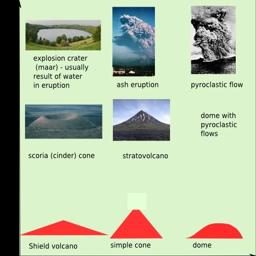 explosion crater
(maar) - usually
result of water
in eruption
ash eruption
pyroclastic flow
scoria (cinder) cone
stratovolcano
dome with
pyroclastic
flows
Shield volcano
simple cone
dome